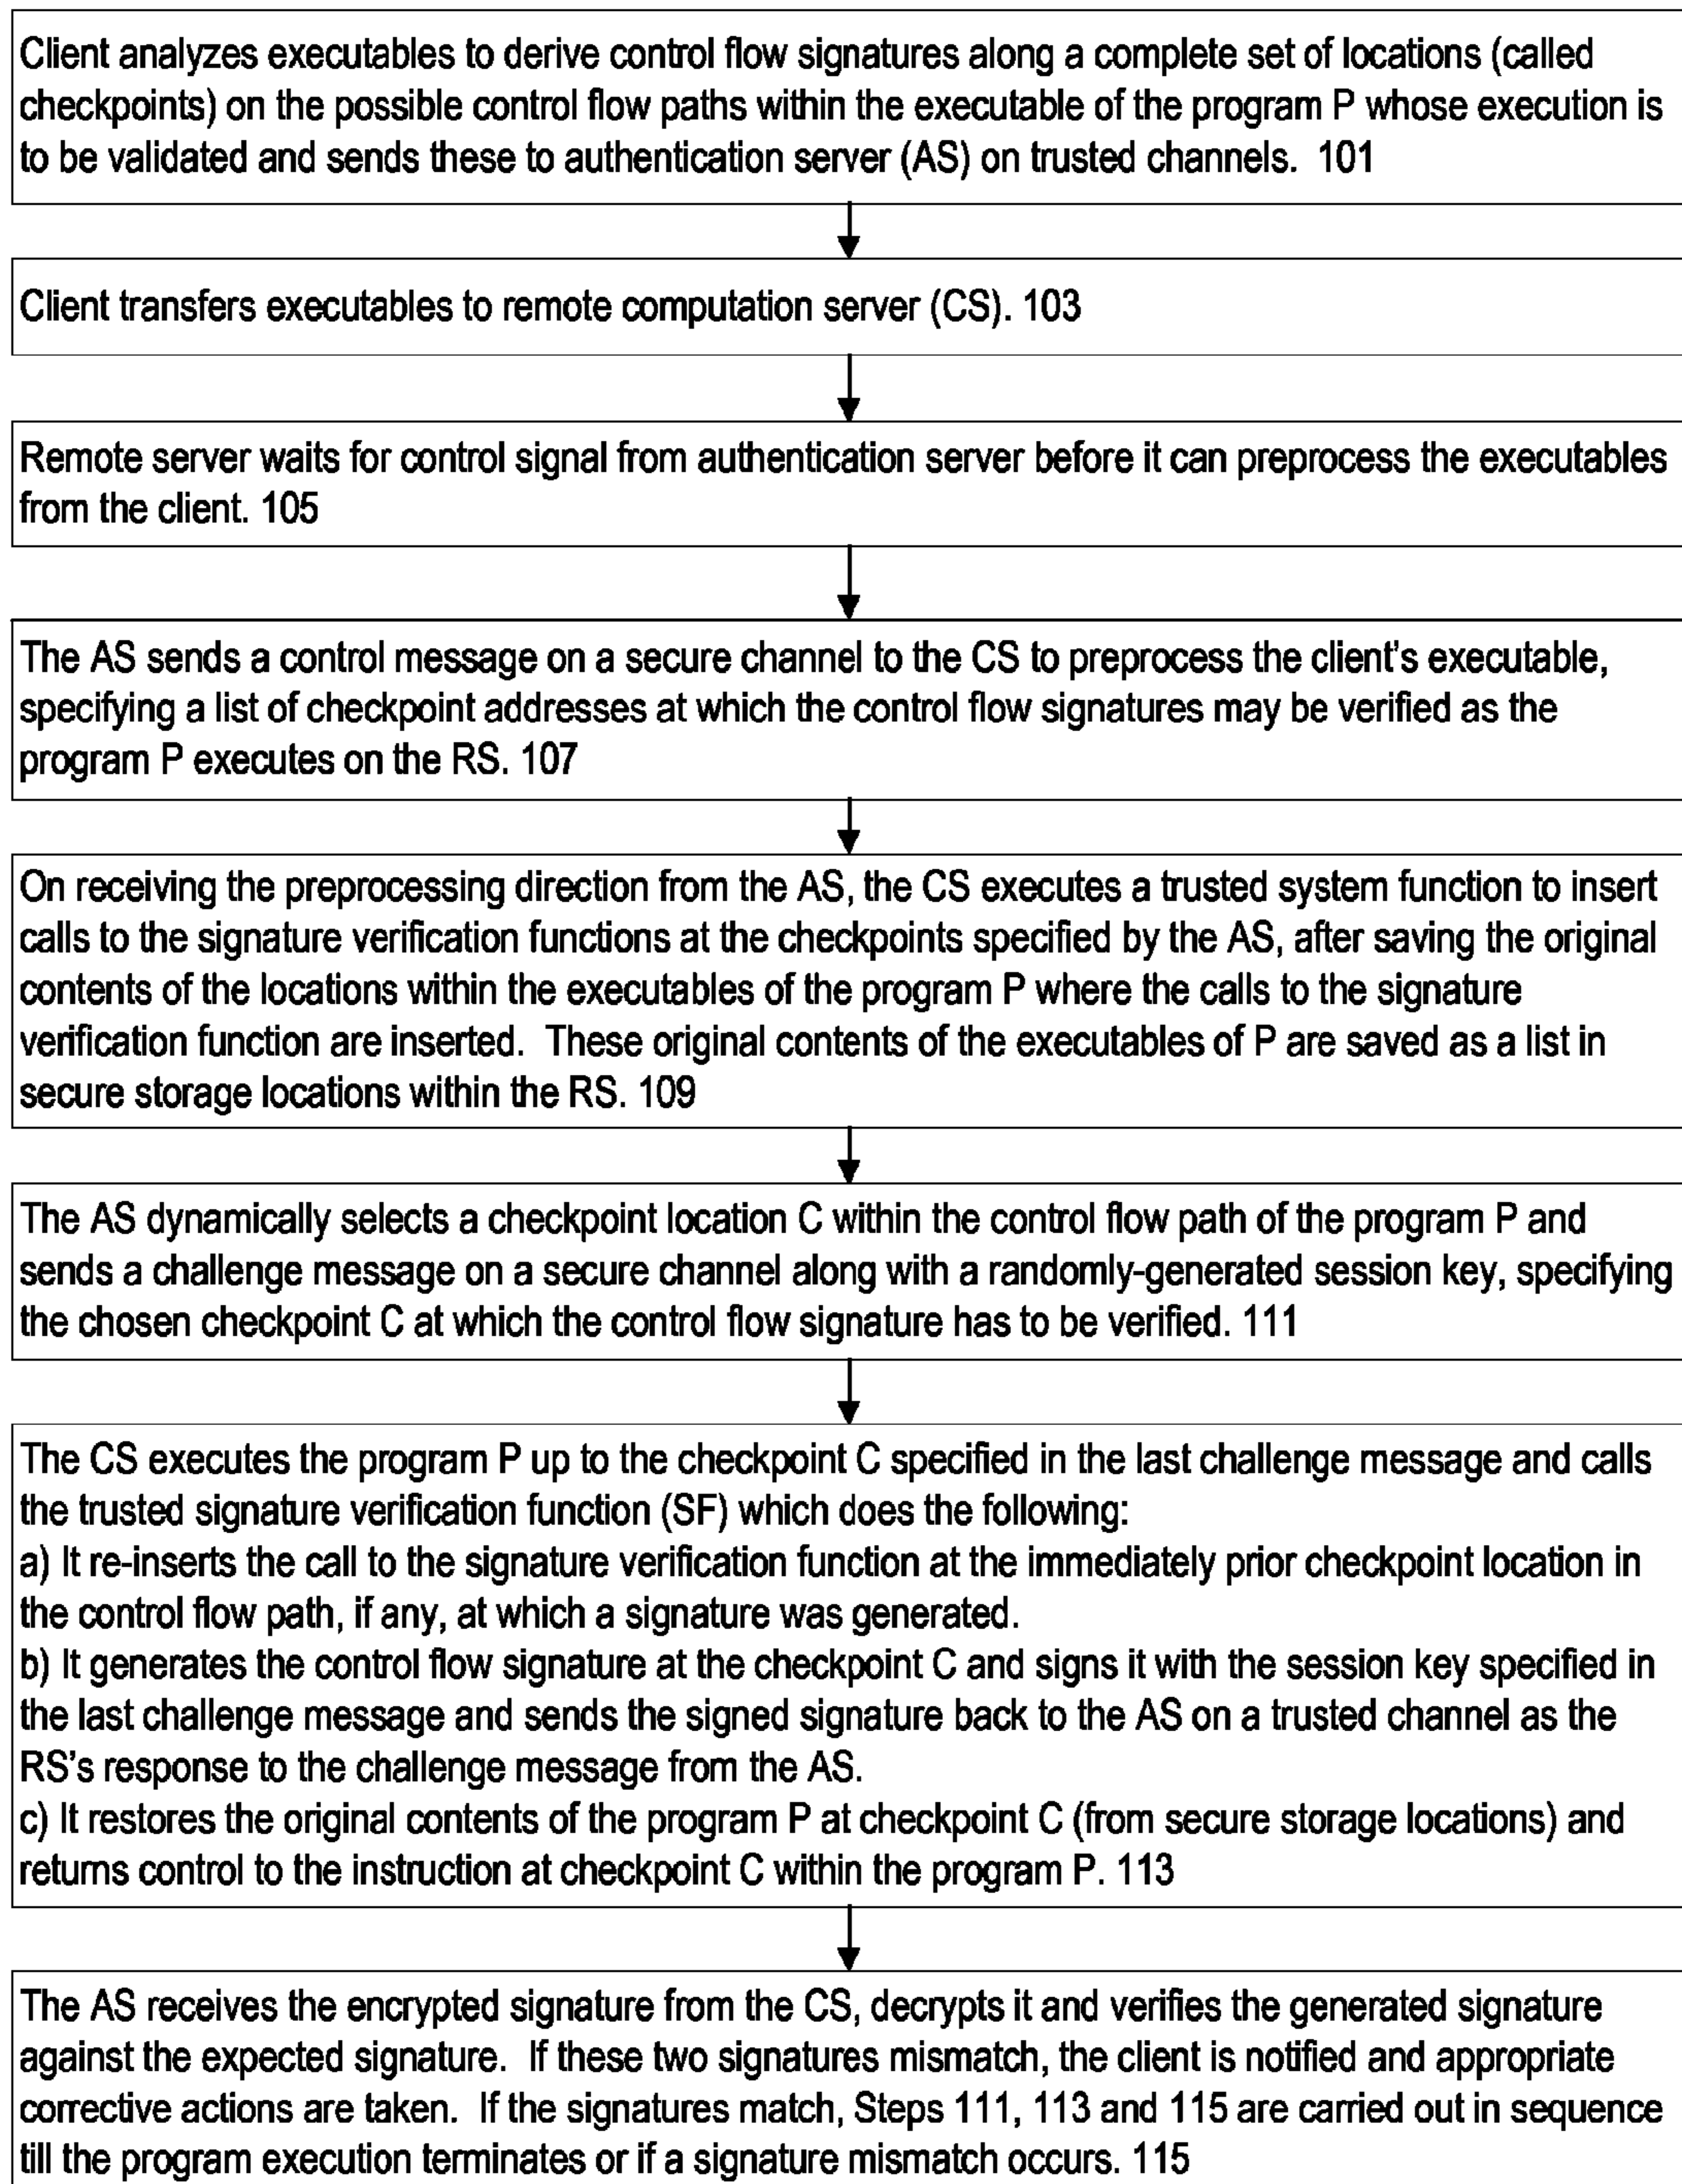 Client analyzes executables to derive control flow signatures along a complete set of locations (called
checkpoints) on the possible control flow paths within the executable of the program P whose execution is
to be validated and sends these to authentication server (AS) on trusted channels. 101
Client transfers executables to remote computation server (CS). 103
Remote server waits for control signal from authentication server before it can preprocess the executables
from the client. 105
The AS sends a control message on a secure channel to the CS to preprocess the client's executable,
specifying a list of checkpoint addresses at which the control flow signatures may be verified as the
program P executes on the RS. 107
On receiving the preprocessing direction from the AS, the CS executes a trusted system function to insert
calls to the signature verification functions at the checkpoints specified by the AS, after saving the original
contents of the locations within the executables of the program P where the calls to the signature
verification function are inserted. These original contents of the executables of P are saved as a list in
secure storage locations within the RS. 109
The AS dynamically selects a checkpoint location C within the control flow path of the program P and
sends a challenge message on a secure channel along with a randomly-generated session key, specifying
the chosen checkpoint C at which the control flow signature has to be verified. 111
The CS executes the program P up to the checkpoint C specified in the last challenge message and calls
the trusted signature verification function (SF) which does the following:
a) It re-inserts the call to the signature verification function at the immediately prior checkpoint location in
the control flow path, if any, at which a signature was generated.
b) It generates the control flow signature at the checkpoint C and signs it with the session key specified in
the last challenge message and sends the signed signature back to the AS on a trusted channel as the
RS's response to the challenge message from the AS.
c) It restores the original contents of the program P at checkpoint C (from secure storage locations) and
returns control to the instruction at checkpoint C within the program P. 113
The AS receives the encrypted signature from the CS, decrypts it and verifies the generated signature
against the expected signature. If these two signatures mismatch, the client is notified and appropriate
corrective actions are taken. If the signatures match, Steps 111, 113 and 115 are carried out in sequence
till the program execution terminates or if a signature mismatch occurs. 115